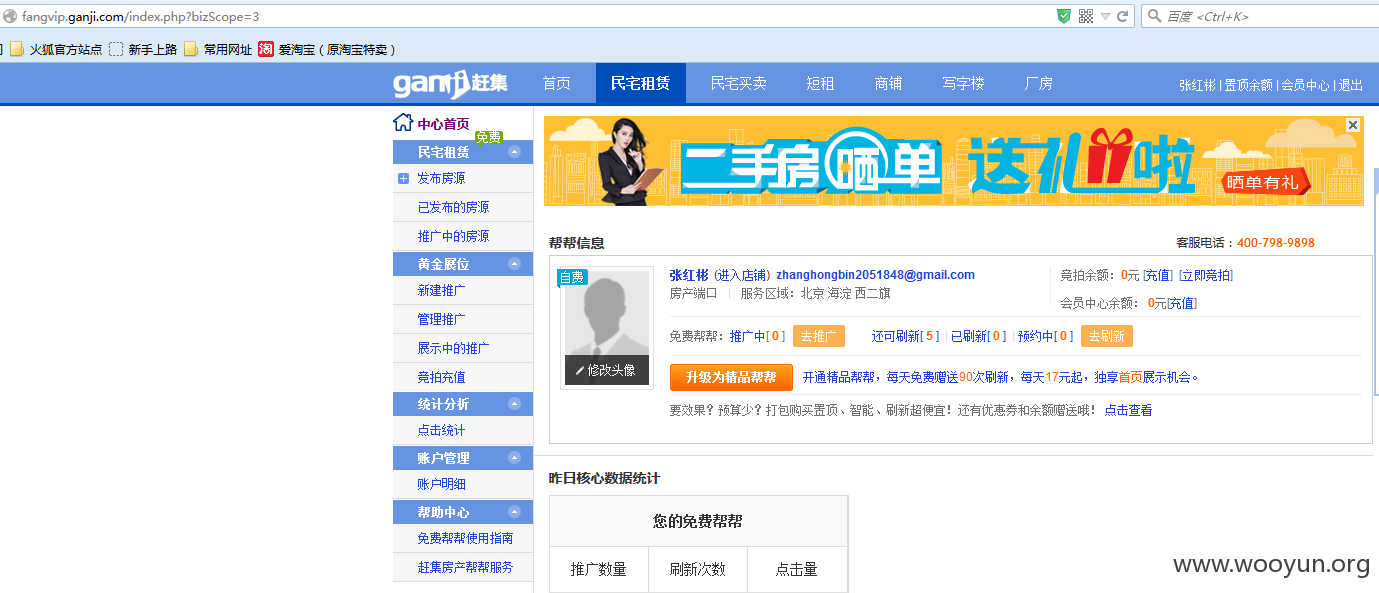 fangvip.ganji.com/index.php?bizScope=3
百度 <Ctrl+K>
火狐官方站点 新手上路 常用网址 淘 爱淘宝（原淘宝特卖）
ganji赶集 首页 民宅租赁 民宅买卖 短租 商铺 写字楼 厂房 张红彬 | 置顶余额 | 会员中心 | 退出
中心首页
免费
民宅租赁
发布房源
已发布的房源
推广中的房源
黄金展位
新建推广
管理推广
展示中的推广
竞拍充值
统计分析
点击统计
账户管理
账户明细
帮助中心
免费帮帮使用指南
赶集房产帮帮服务
二手房晒单 送礼啦
晒单有礼
帮帮信息 客服电话：400-798-9898
自费
修改头像
张红彬 (进入店铺) zhanghongbin2051848@gmail.com
房产端口 | 服务区域：北京 海淀 西二旗
竞拍余额：0元 [充值] [立即竞拍]
会员中心余额：0元[充值]
免费帮帮：推广中[ 0 ] 去推广 还可刷新[ 5 ] | 已刷新[ 0 ] | 预约中[ 0 ] 去刷新
升级为精品帮帮 开通精品帮帮，每天免费赠送90次刷新，每天17元起，独享首页展示机会。
要效果？预算少？打包购买置顶、智能、刷新超便宜！还有优惠券和余额赠送哦！ 点击查看
昨日核心数据统计
您的免费帮帮
推广数量 刷新次数 点击量
www.wooyun.org